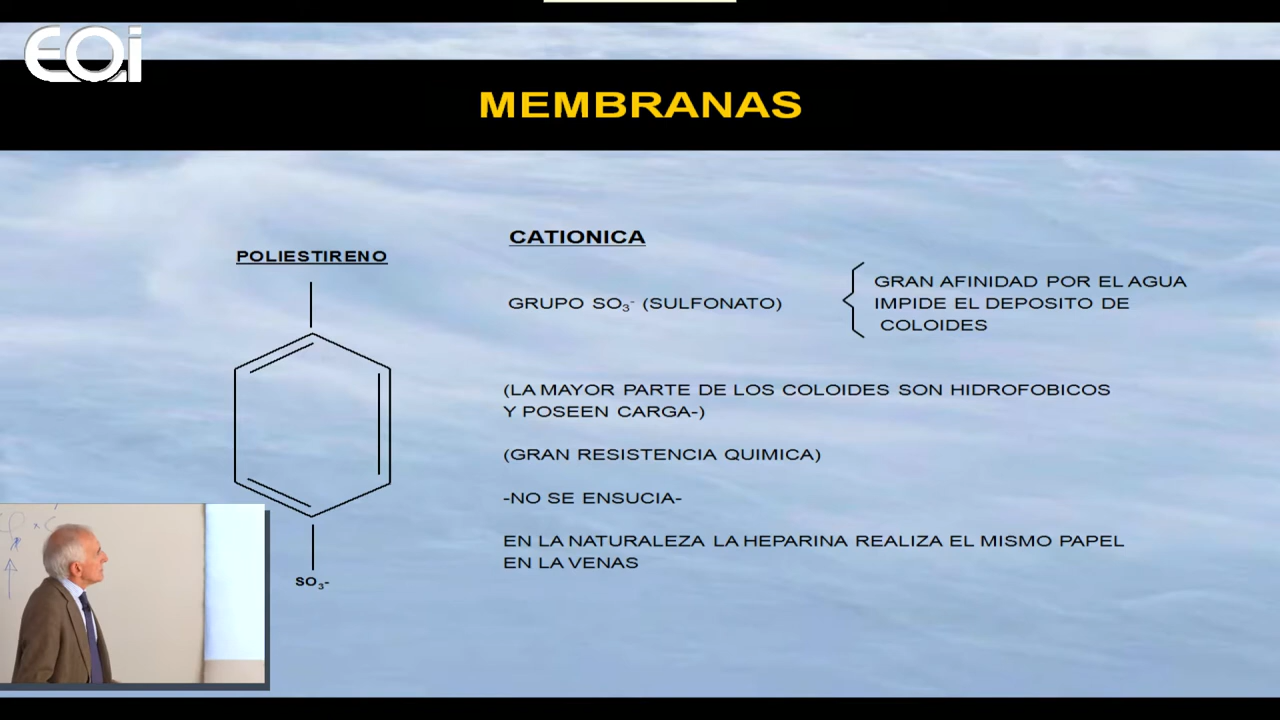 EOi
MEMBRANAS
POLIESTIRENO
SO₃-
CATIONICA
GRUPO SO₃- (SULFONATO)
GRAN AFINIDAD POR EL AGUA
IMPIDE EL DEPOSITO DE
COLOIDES
(LA MAYOR PARTE DE LOS COLOIDES SON HIDROFOBICOS
Y POSEEN CARGA-)
(GRAN RESISTENCIA QUIMICA)
-NO SE ENSUCIA-
EN LA NATURALEZA LA HEPARINA REALIZA EL MISMO PAPEL
EN LA VENAS